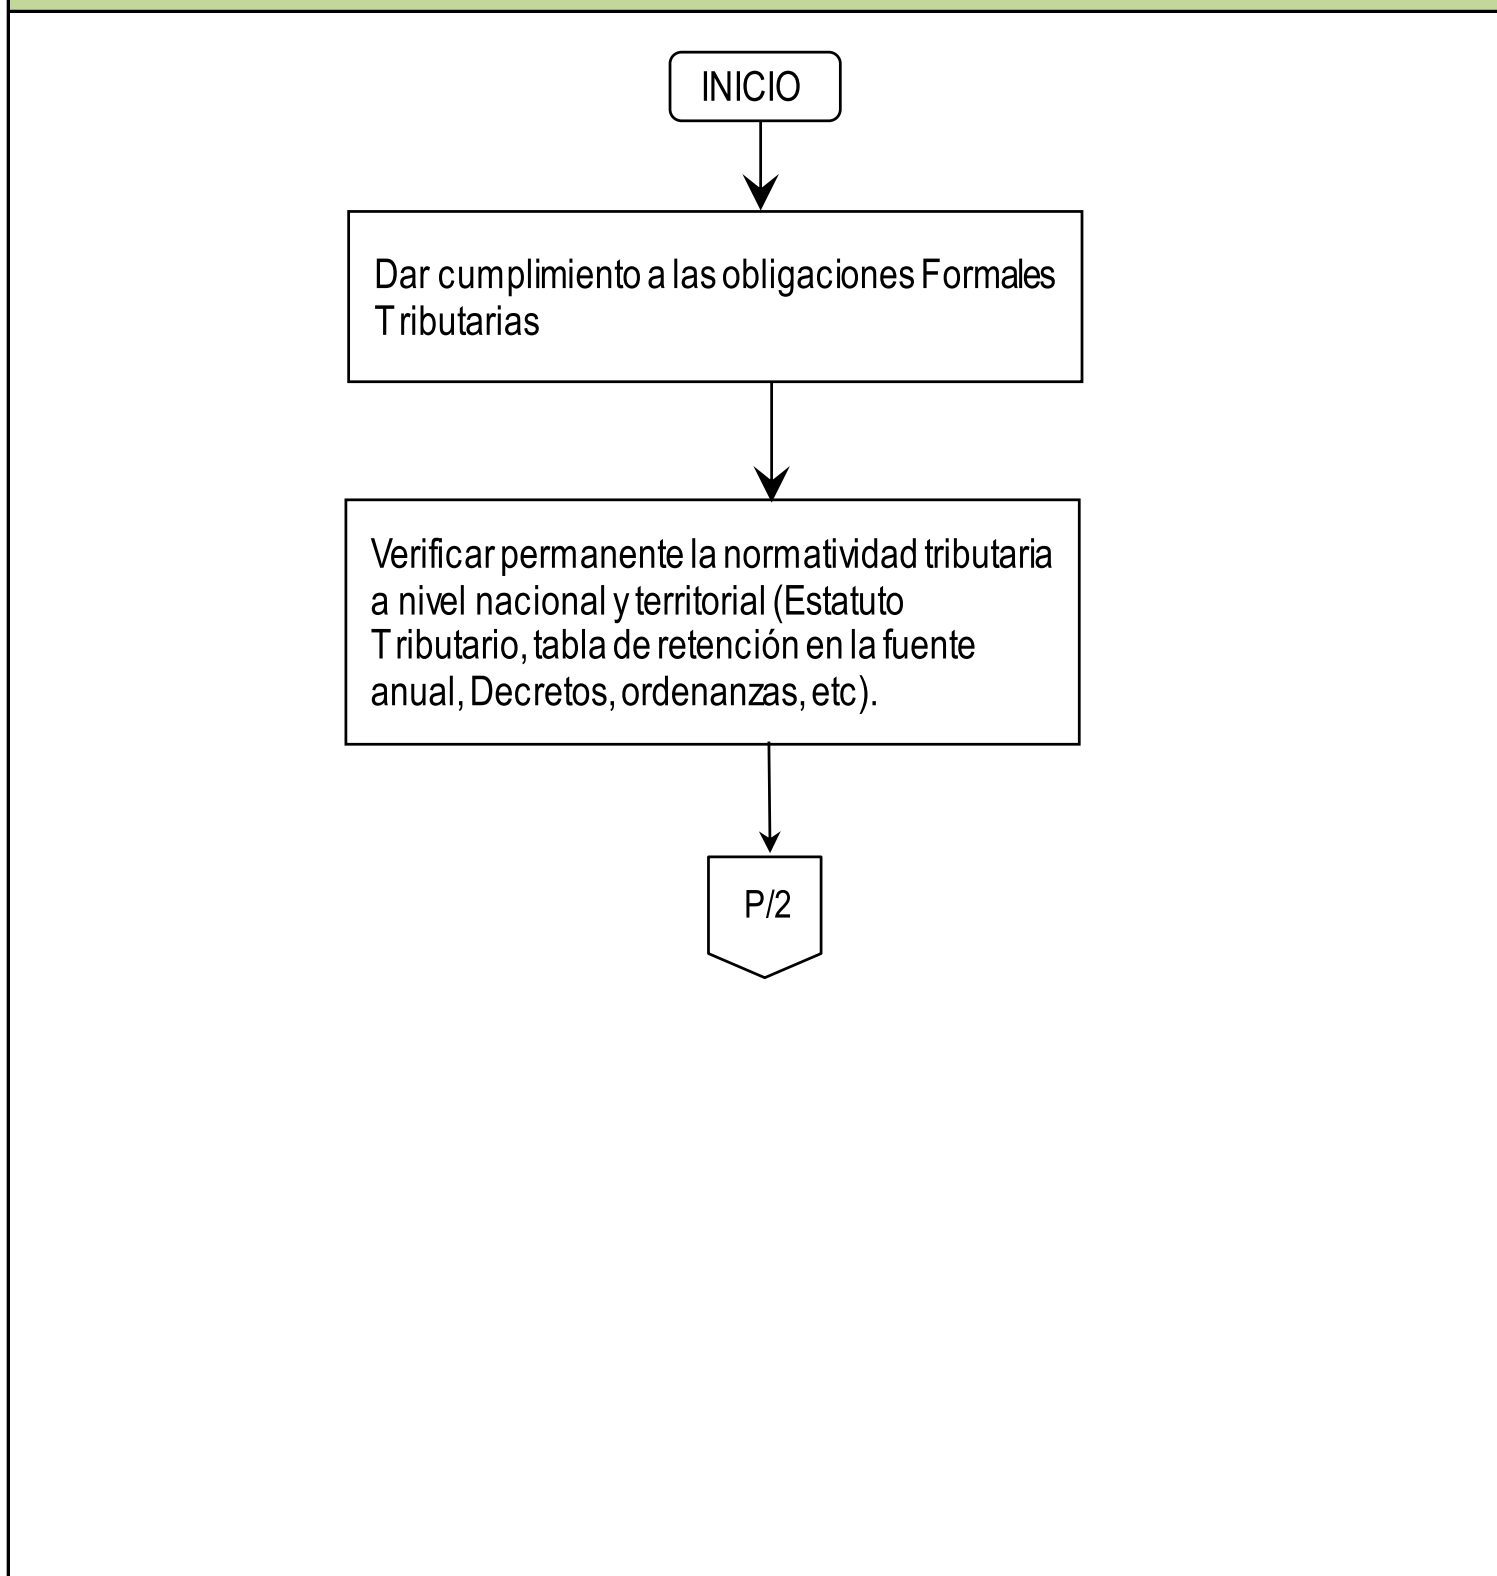 INICIO
Dar cumplimiento a las obligaciones Formales
Tributarias
Verificar permanente la normatividad tributaria
a nivel nacional y territorial (Estatuto
Tributario, tabla de retención en la fuente
anual, Decretos, ordenanzas, etc).
P/2